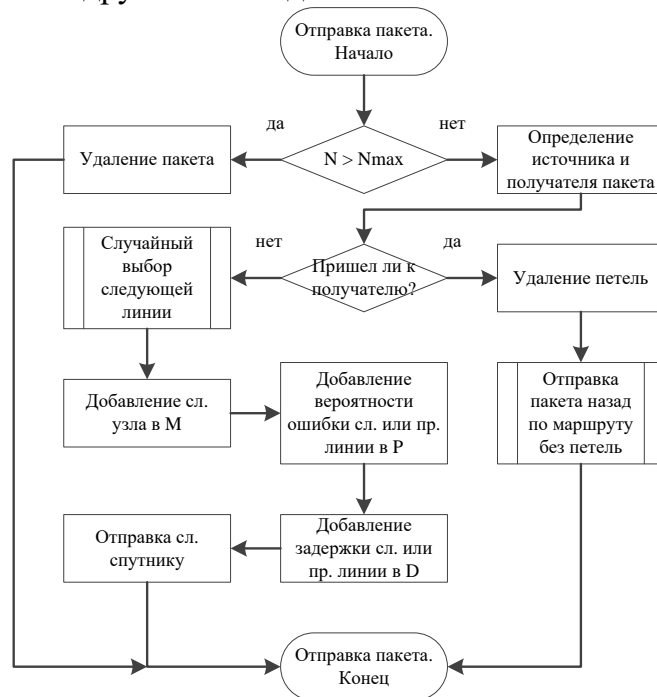 Отправка пакета.
Начало
да
нет
Удаление пакета
N > Nmax
Определение
источника и
получателя пакета
Случайный
выбор
следующей
линии
нет
Пришел ли к
получателю?
да
Удаление петель
Добавление сл.
узла в M
Добавление
вероятности
ошибки сл. или пр.
линии в P
Отправка
пакета назад
по маршруту
без петель
Отправка сл.
спутнику
Добавление
задержки сл. или
пр. линии в D
Отправка пакета.
Конец